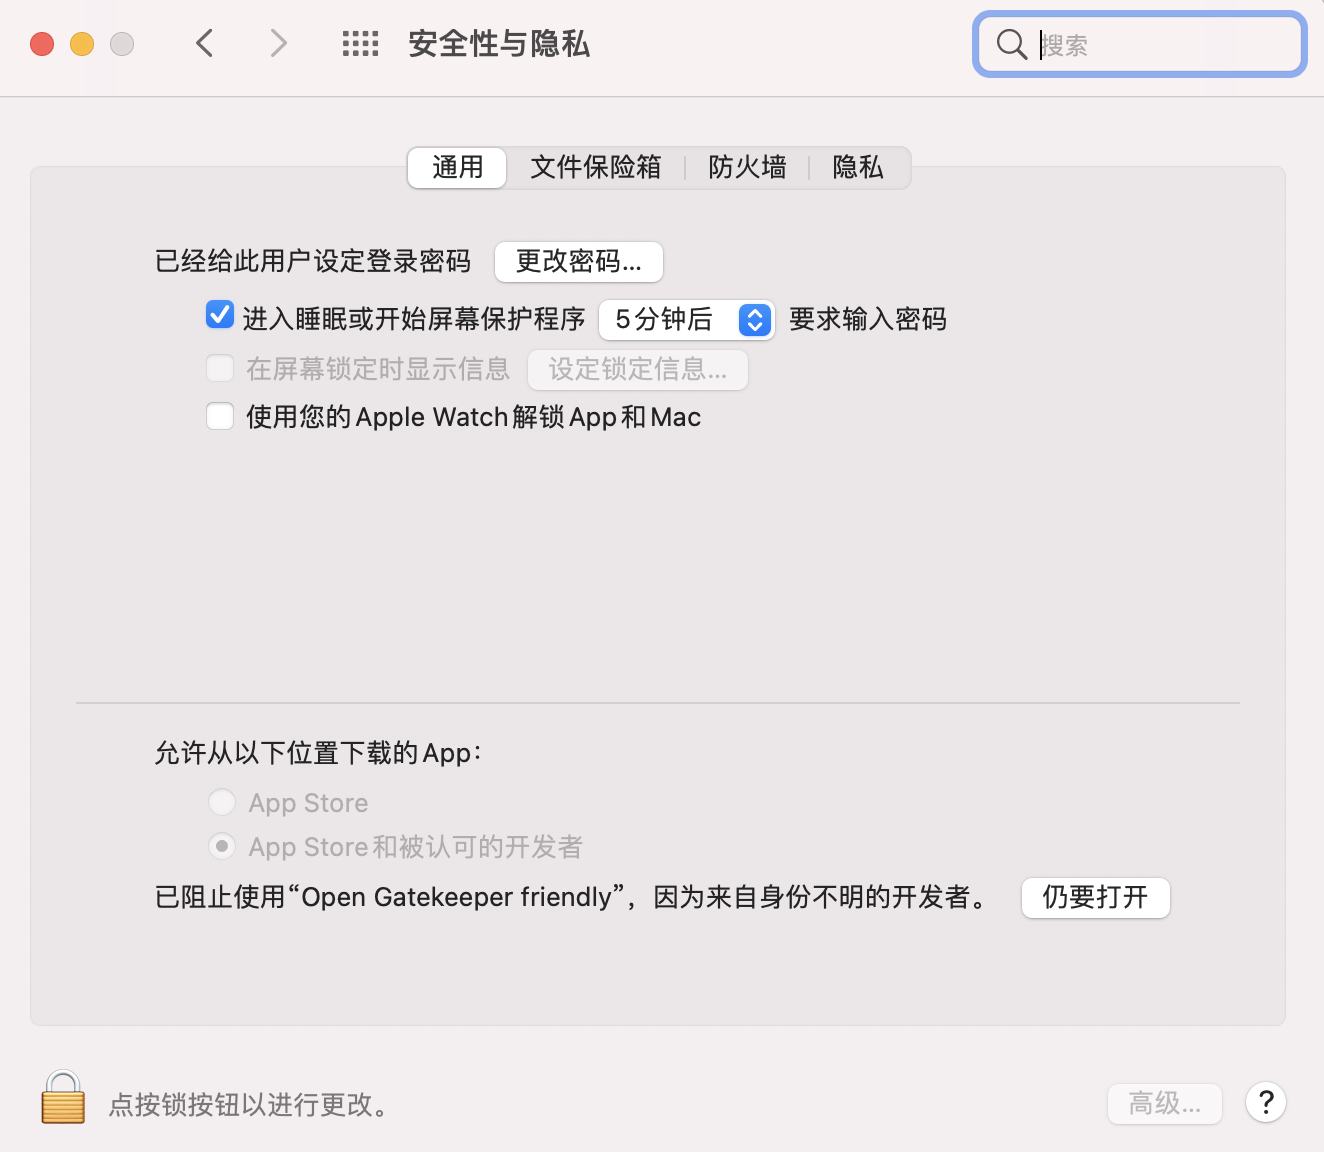 安全性与隐私
搜索
通用 文件保险箱 防火墙 隐私
已经给此用户设定登录密码 更改密码...
进入睡眠或开始屏幕保护程序 5分钟后 要求输入密码
在屏幕锁定时显示信息 设定锁定信息...
使用您的Apple Watch解锁App和Mac
允许从以下位置下载的App：
App Store
App Store和被认可的开发者
已阻止使用“Open Gatekeeper friendly”，因为来自身份不明的开发者。 仍要打开
点按锁按钮以进行更改。 高级... ?